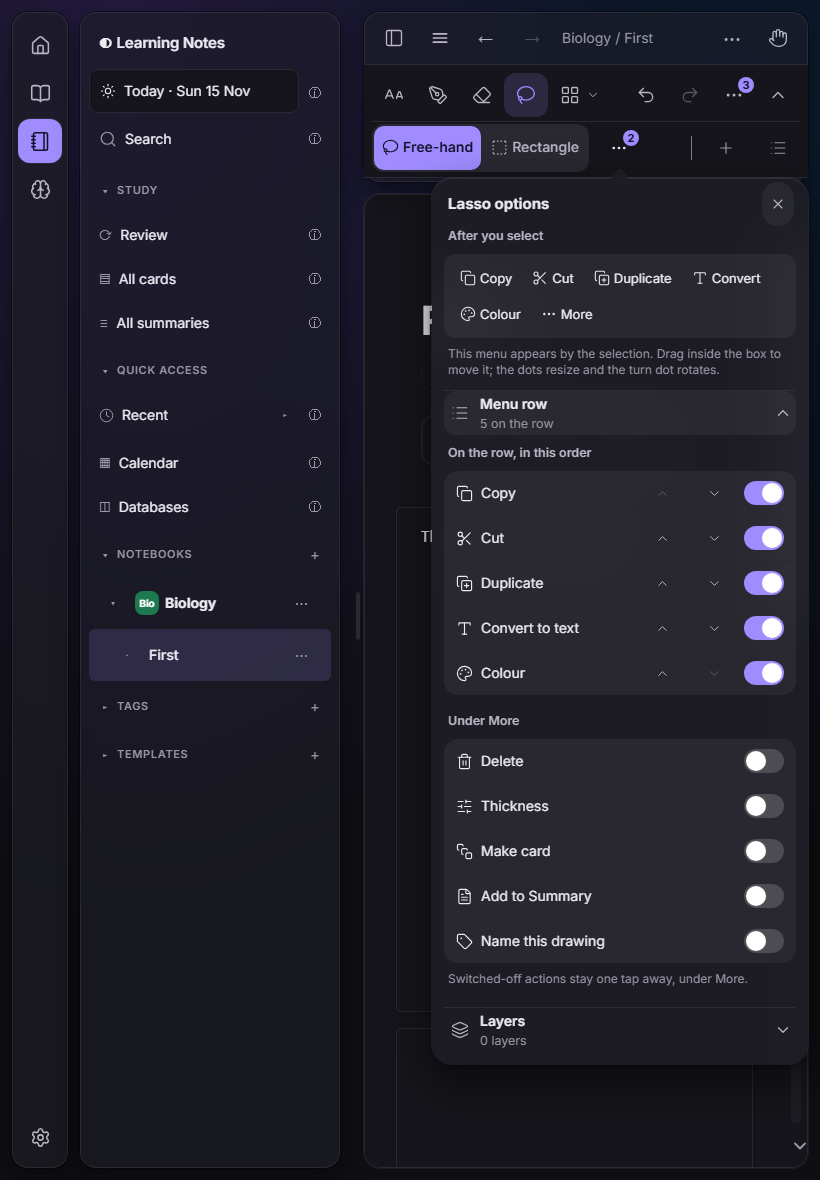 Learning Notes
Today · Sun 15 Nov
Search
STUDY
Review
All cards
All summaries
QUICK ACCESS
Recent
Calendar
Databases
NOTEBOOKS
Bio Biology
First
TAGS
TEMPLATES
Biology / First
AA
3
Free-hand
Rectangle
2
Lasso options
After you select
Copy Cut Duplicate Convert
Colour More
This menu appears by the selection. Drag inside the box to
move it; the dots resize and the turn dot rotates.
Menu row
5 on the row
On the row, in this order
Copy
Cut
Duplicate
Convert to text
Colour
Under More
Delete
Thickness
Make card
Add to Summary
Name this drawing
Switched-off actions stay one tap away, under More.
Layers
0 layers